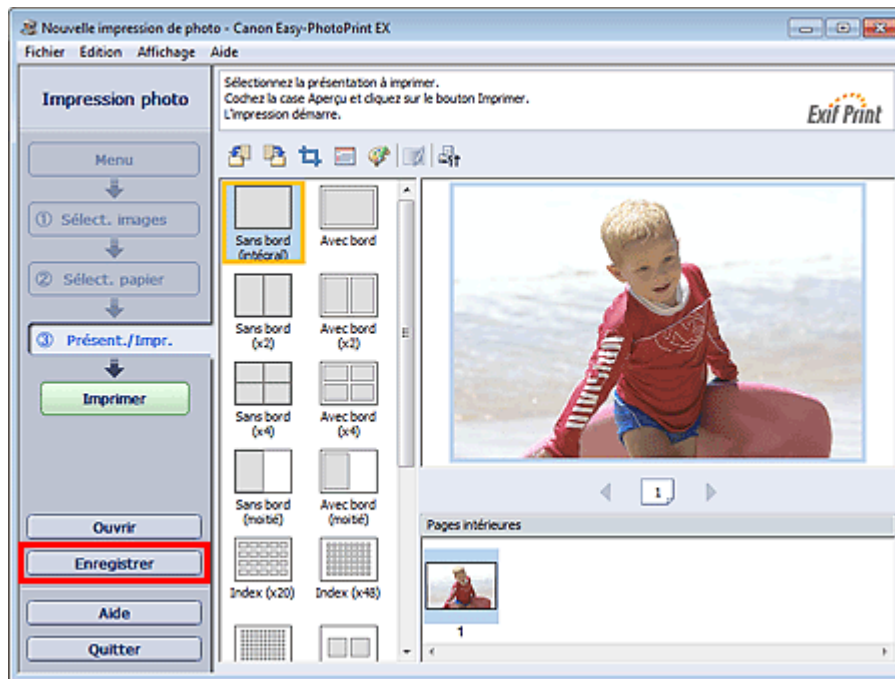 Nouvelle impression de photo - Canon Easy-PhotoPrint EX
Fichier Édition Affichage Aide
Impression photo
Sélectionnez la présentation à imprimer.
Cochez la case Aperçu et cliquez sur le bouton Imprimer.
L'impression démarre.
Exif Print
Menu
① Sélect. images
② Sélect. papier
③ Présent./Impr.
Imprimer
Ouvrir
Enregistrer
Aide
Quitter
Sans bord
(intégral)
Avec bord
Sans bord
(x2)
Avec bord
(x2)
Sans bord
(x4)
Avec bord
(x4)
Sans bord
(moitié)
Avec bord
(moitié)
Index (x20)
Index (x48)
1
Pages intérieures
1